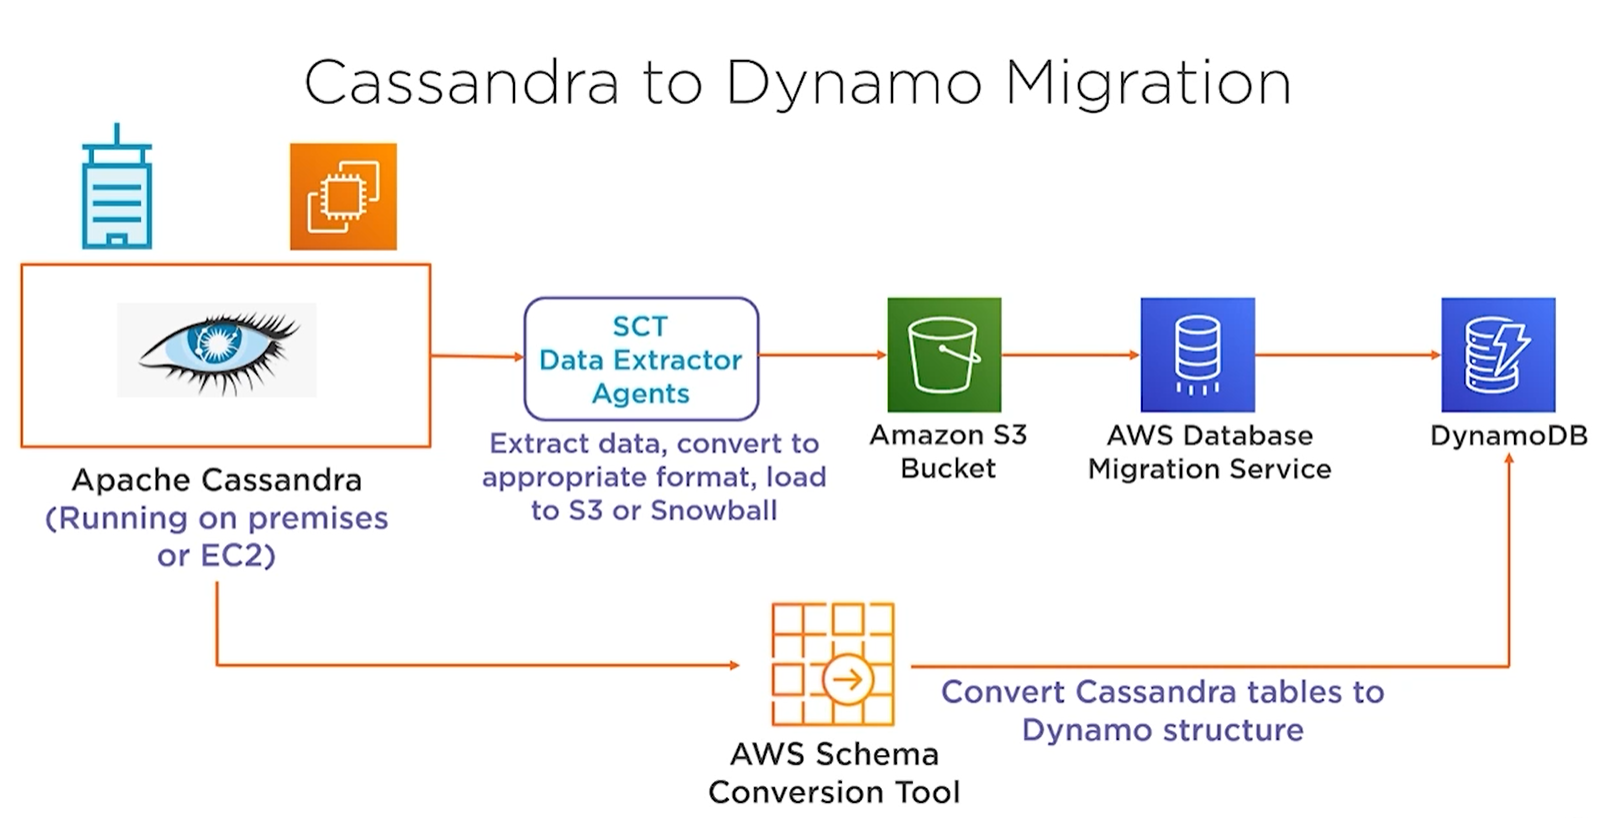 Cassandra to Dynamo Migration
SCT
Data Extractor
Agents
Extract data, convert to
appropriate format, load
to S3 or Snowball
Amazon S3
Bucket
AWS Database
Migration Service
DynamoDB
Apache Cassandra
(Running on premises
or EC2)
Convert Cassandra tables to
Dynamo structure
AWS Schema
Conversion Tool